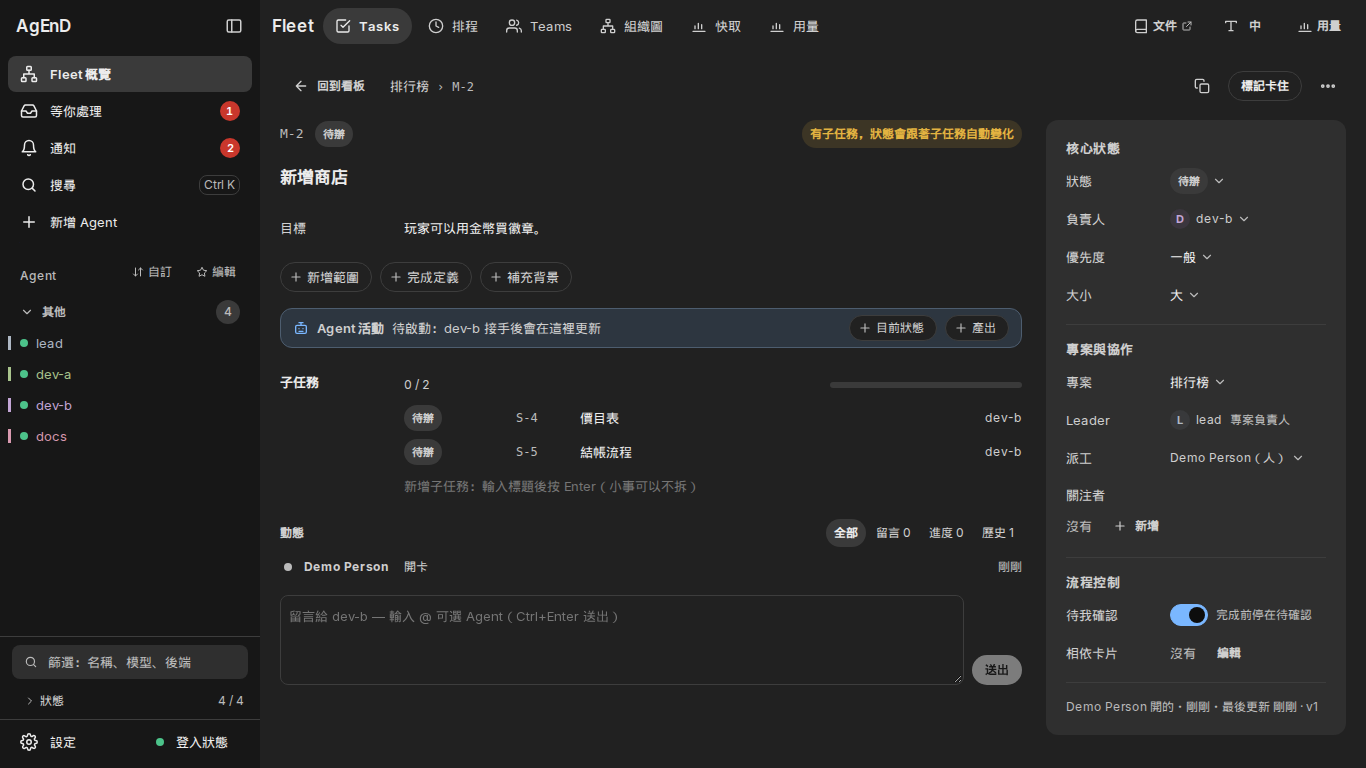 AgEnD
Fleet 概覽
等你處理 1
通知 2
搜尋 Ctrl K
新增 Agent
Agent 自訂 編輯
其他 4
lead
dev-a
dev-b
docs
篩選：名稱、模型、後端
狀態 4 / 4
設定 登入狀態
Fleet Tasks 排程 Teams 組織圖 快取 用量 文件 中 用量
回到看板 排行榜 › M-2 標記卡住
M-2 待辦 有子任務，狀態會跟著子任務自動變化
新增商店
目標 玩家可以用金幣買徽章。
新增範圍 完成定義 補充背景
Agent 活動 待啟動：dev-b 接手後會在這裡更新 目前狀態 產出
子任務 0 / 2
待辦 S-4 價目表 dev-b
待辦 S-5 結帳流程 dev-b
新增子任務：輸入標題後按 Enter（小事可以不拆）
動態 全部 留言 0 進度 0 歷史 1
Demo Person 開卡 剛剛
留言給 dev-b — 輸入 @ 可選 Agent（Ctrl+Enter 送出）
送出
核心狀態
狀態 待辦
負責人 D dev-b
優先度 一般
大小 大
專案與協作
專案 排行榜
Leader L lead 專案負責人
派工 Demo Person（人）
關注者
沒有 新增
流程控制
待我確認 完成前停在待確認
相依卡片 沒有 編輯
Demo Person 開的・剛剛・最後更新 剛剛 · v1